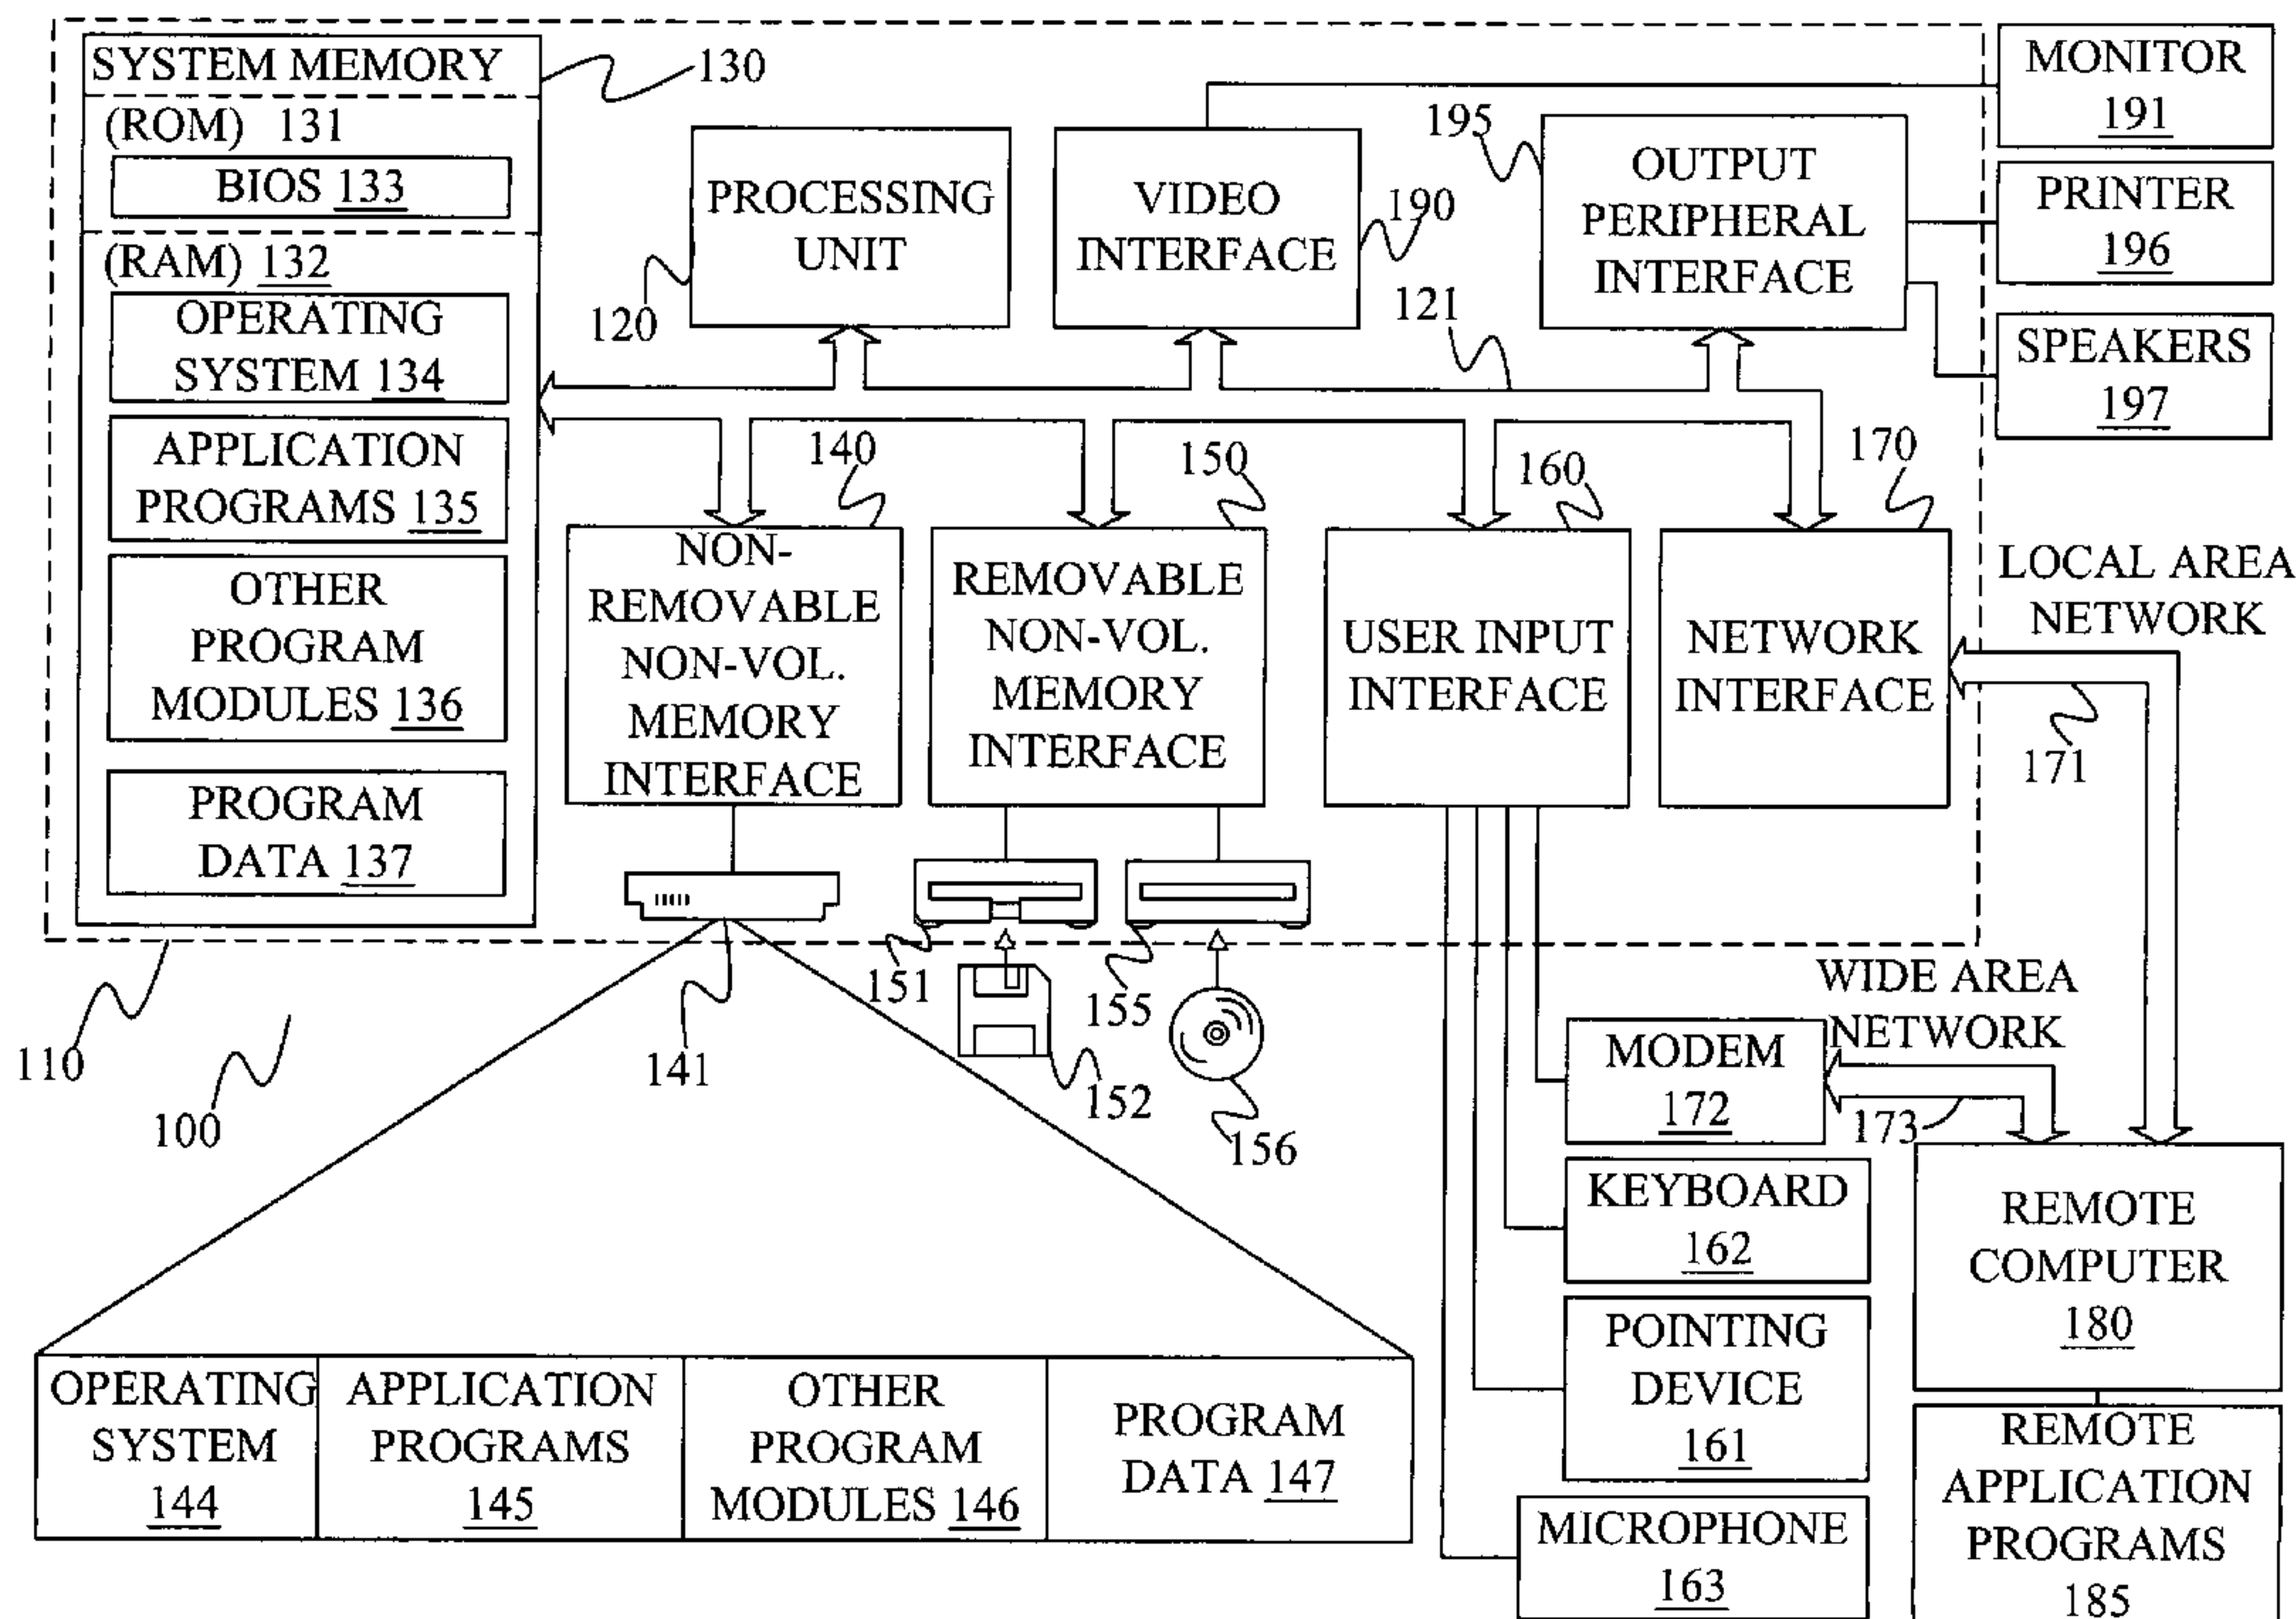 SYSTEM MEMORY
130
(ROM) 131
BIOS 133
(RAM) 132
OPERATING
SYSTEM 134
APPLICATION
PROGRAMS 135
OTHER
PROGRAM
MODULES 136
PROGRAM
DATA 137
PROCESSING
UNIT
120
VIDEO
INTERFACE
190
195
OUTPUT
PERIPHERAL
INTERFACE
121
MONITOR
191
PRINTER
196
SPEAKERS
197
140
NON-
REMOVABLE
NON-VOL.
MEMORY
INTERFACE
150
REMOVABLE
NON-VOL.
MEMORY
INTERFACE
160
USER INPUT
INTERFACE
170
NETWORK
INTERFACE
LOCAL AREA
NETWORK
171
110
100
141
151
152
155
156
WIDE AREA
NETWORK
MODEM
172
173
KEYBOARD
162
POINTING
DEVICE
161
MICROPHONE
163
REMOTE
COMPUTER
180
REMOTE
APPLICATION
PROGRAMS
185
OPERATING
SYSTEM
144
APPLICATION
PROGRAMS
145
OTHER
PROGRAM
MODULES 146
PROGRAM
DATA 147